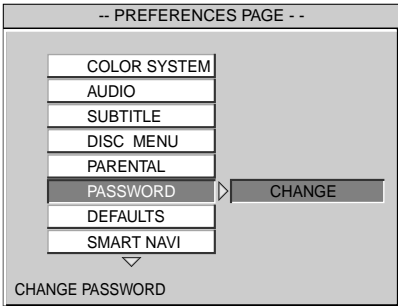 -- PREFERENCES PAGE - -
COLOR SYSTEM
AUDIO
SUBTITLE
DISC MENU
PARENTAL
PASSWORD CHANGE
DEFAULTS
SMART NAVI
CHANGE PASSWORD